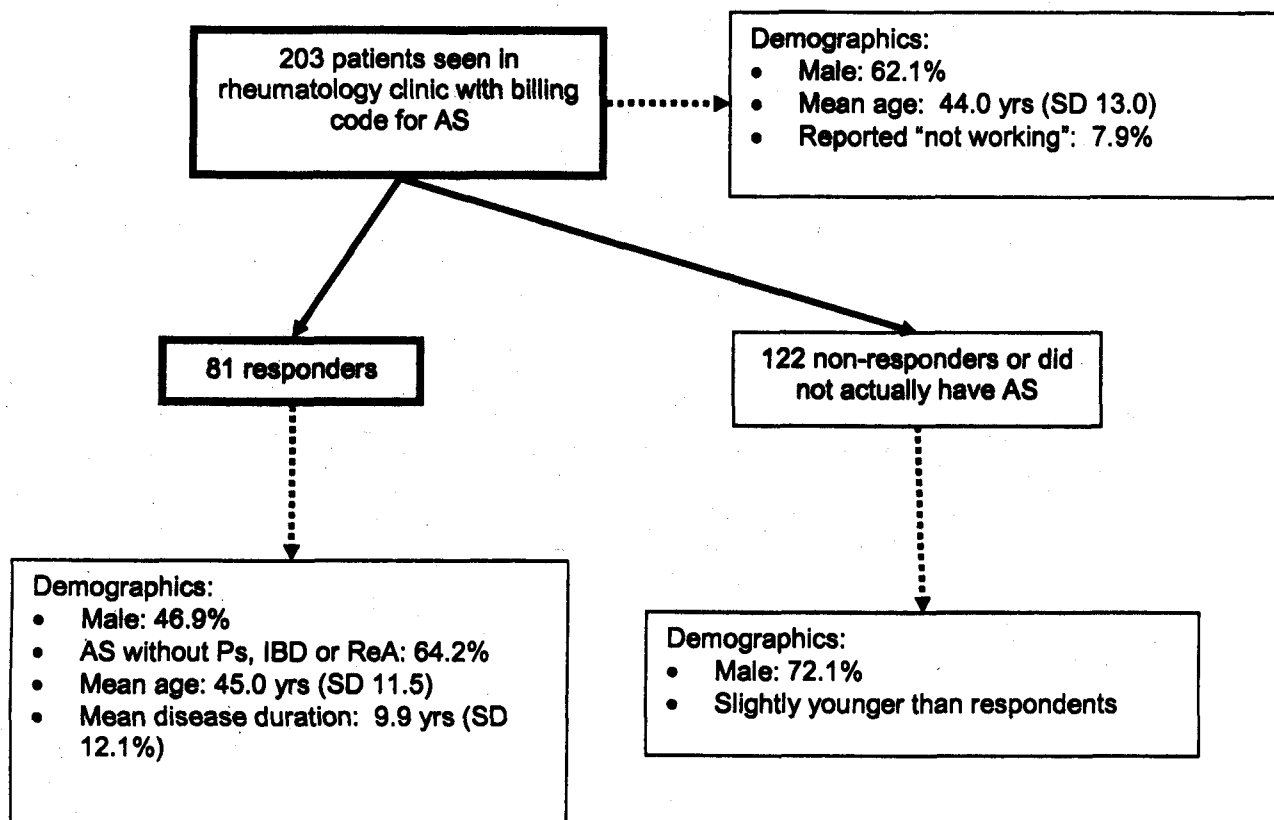 203 patients seen in
rheumatology clinic with billing
code for AS
Demographics:
• Male: 62.1%
• Mean age: 44.0 yrs (SD 13.0)
• Reported "not working": 7.9%
81 responders
122 non-responders or did
not actually have AS
Demographics:
• Male: 46.9%
• AS without Ps, IBD or ReA: 64.2%
• Mean age: 45.0 yrs (SD 11.5)
• Mean disease duration: 9.9 yrs (SD
12.1%)
Demographics:
• Male: 72.1%
• Slightly younger than respondents